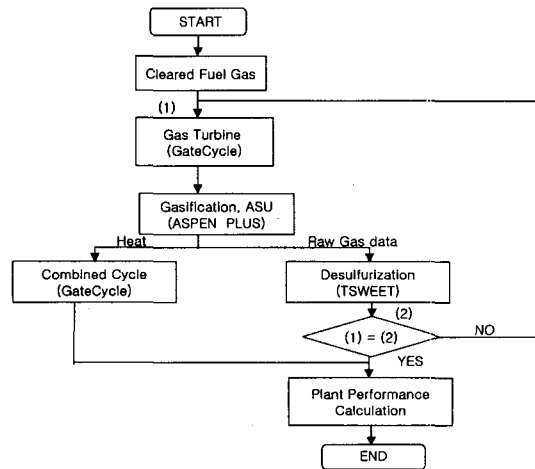 START
Cleared Fuel Gas
(1)
Gas Turbine
(GateCycle)
Gasification, ASU
(ASPEN PLUS)
Heat
Raw Gas data
Combined Cycle
(GateCycle)
Desulfurization
(TSWEET)
(2)
(1) = (2)
NO
YES
Plant Performance
Calculation
END